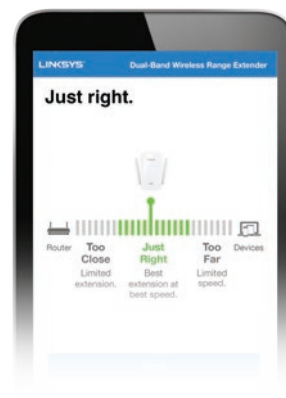 LINKSYS Dual-Band Wireless Range Extender
Just right.
Router Too Close Just Right Too Far Devices
Limited extension. Best extension at best speed. Limited speed.